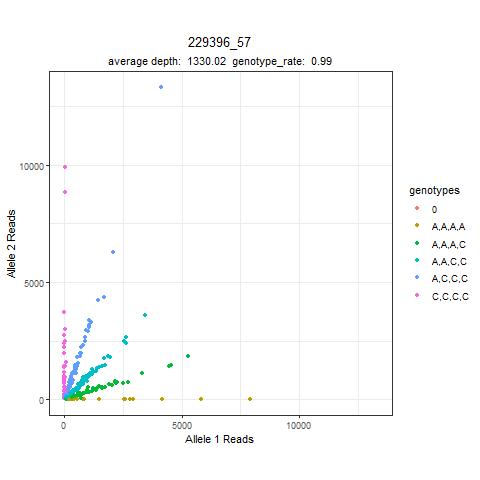 229396_57
average depth:  1330.02  genotype_rate:  0.99
Allele 2 Reads
10000
5000
0
0
5000
10000
Allele 1 Reads
genotypes
0
A,A,A,A
A,A,A,C
A,A,C,C
A,C,C,C
C,C,C,C